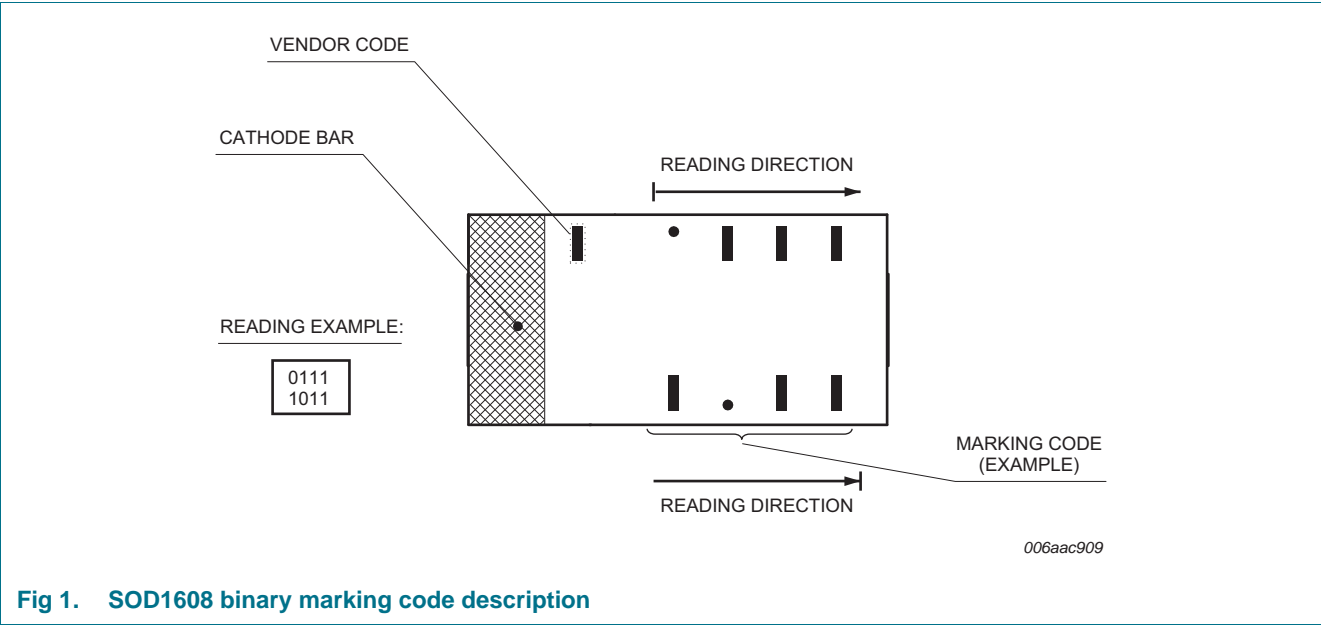 VENDOR CODE
CATHODE BAR
READING DIRECTION
READING EXAMPLE:
0111
1011
MARKING CODE
(EXAMPLE)
READING DIRECTION
006aac909
Fig 1. SOD1608 binary marking code description